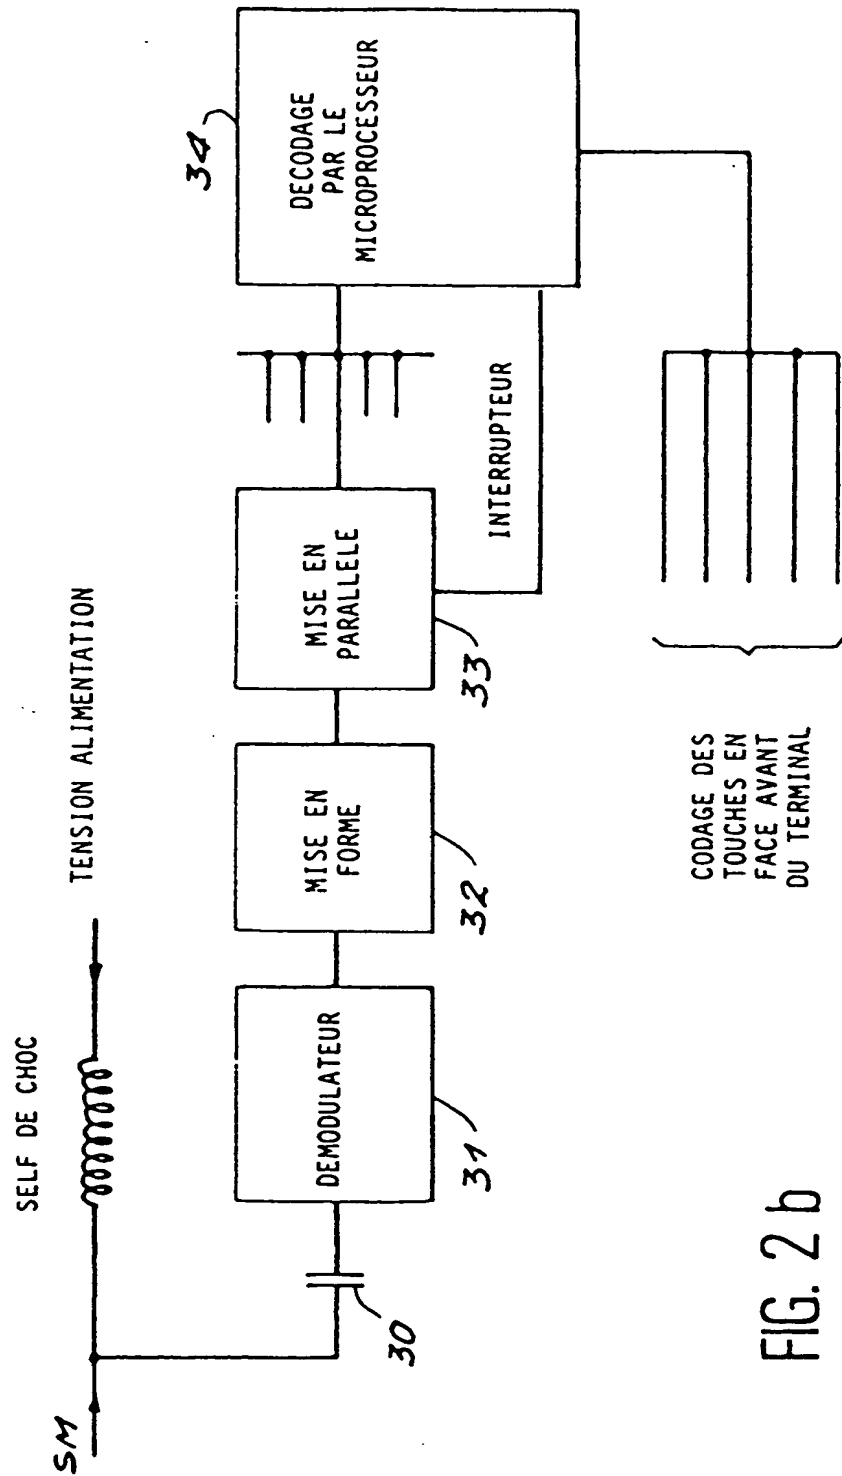 SELF DE CHOC
TENSION ALIMENTATION
SM
30
DEMODULATEUR
31
MISE EN
FORME
32
MISE EN
PARALLELE
33
34
DECODAGE
PAR LE
MICROPROCESSEUR
INTERRUPTEUR
CODAGE DES
TOUCHES EN
FACE AVANT
DU TERMINAL
FIG. 2 b